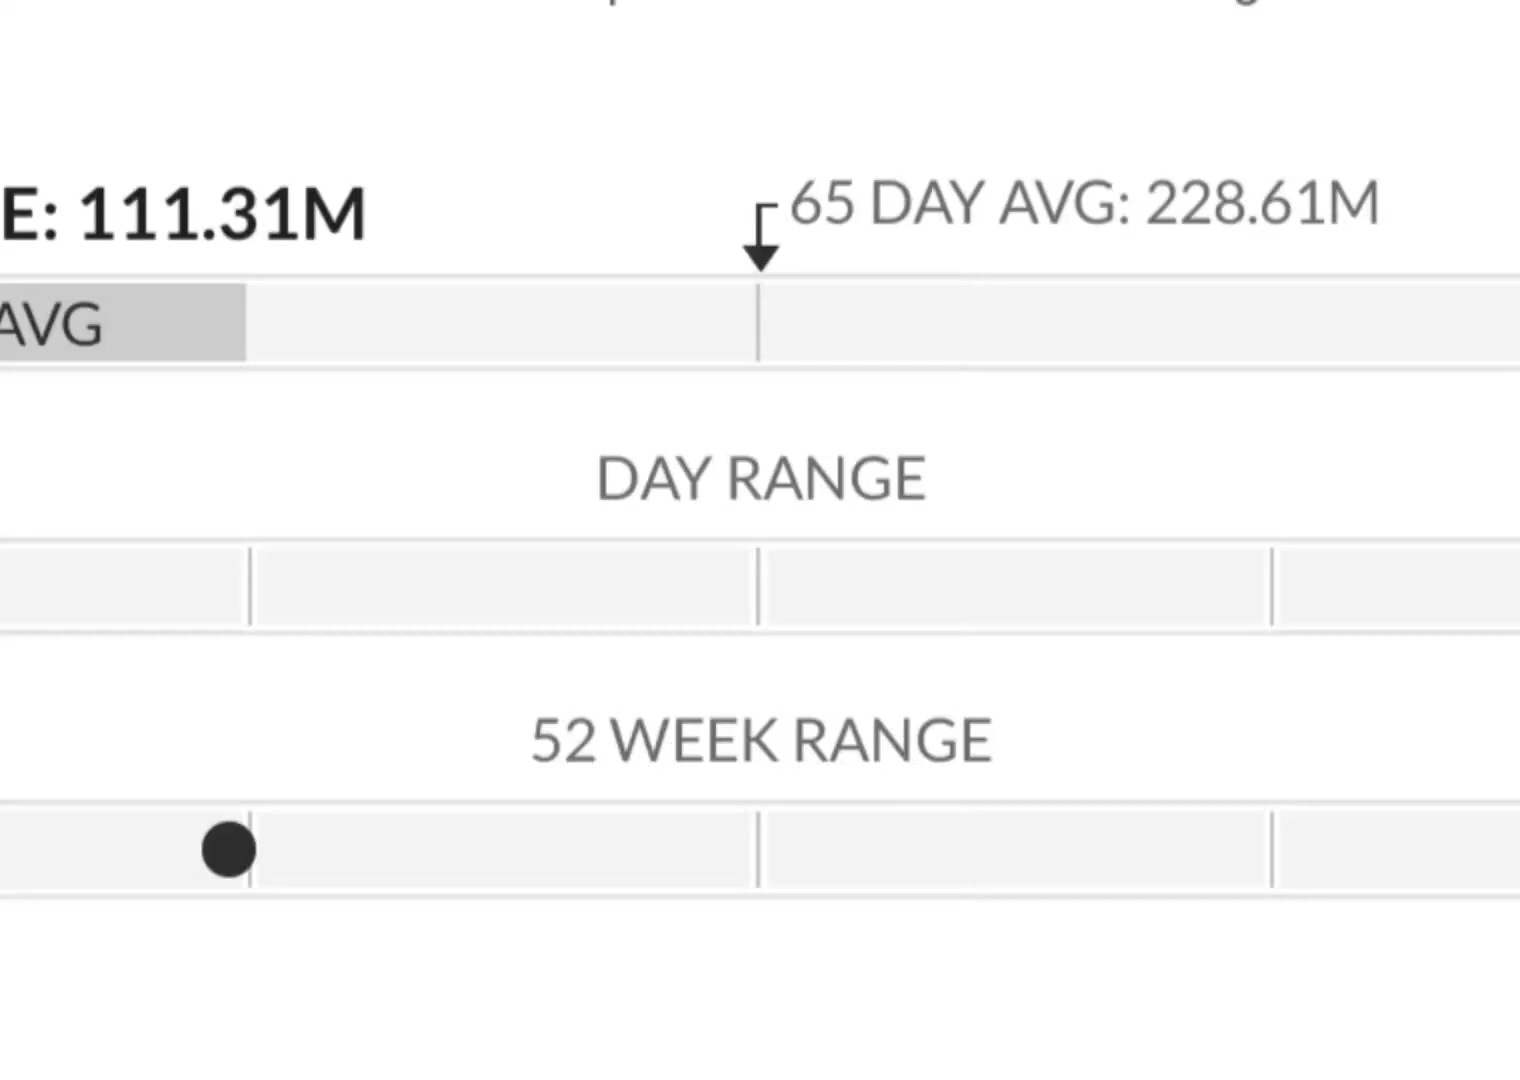 E: 111.31M
65 DAY AVG: 228.61M
AVG
DAY RANGE
52 WEEK RANGE